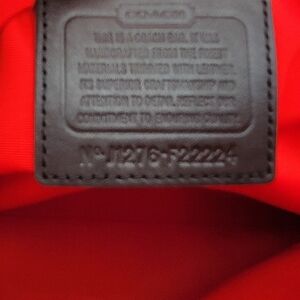 COACH
THIS IS A COACH BAG. IT WAS
HANDCRAFTED FROM THE FINEST
MATERIALS TRIMMED WITH LEATHER.
ITS SUPERIOR CRAFTSMANSHIP AND
ATTENTION TO DETAIL REFLECT OUR
COMMITMENT TO ENDURING QUALITY.
Nº J1276-F22224